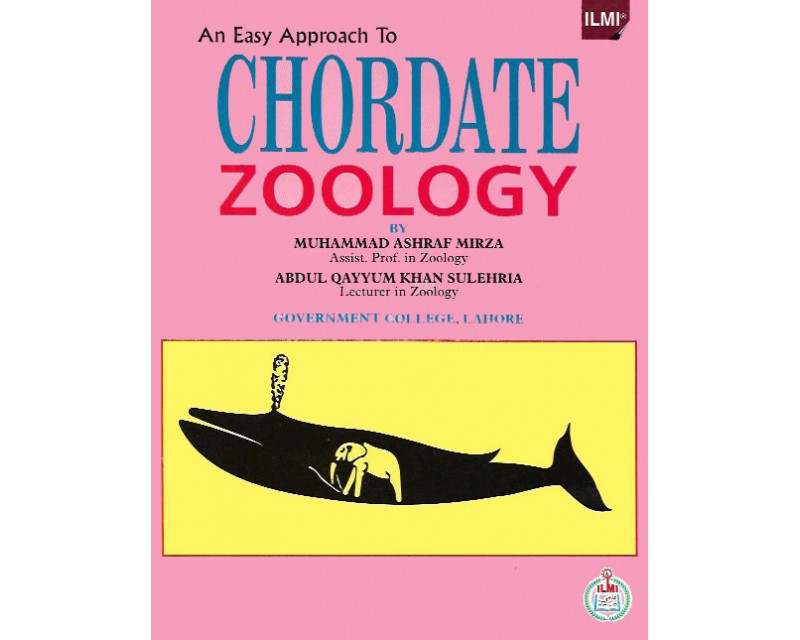 ILMI®
An Easy Approach To
CHORDATE
ZOOLOGY
BY
MUHAMMAD ASHRAF MIRZA
Assist. Prof. in Zoology
ABDUL QAYYUM KHAN SULEHRIA
Lecturer in Zoology
GOVERNMENT COLLEGE, LAHORE
ILMI